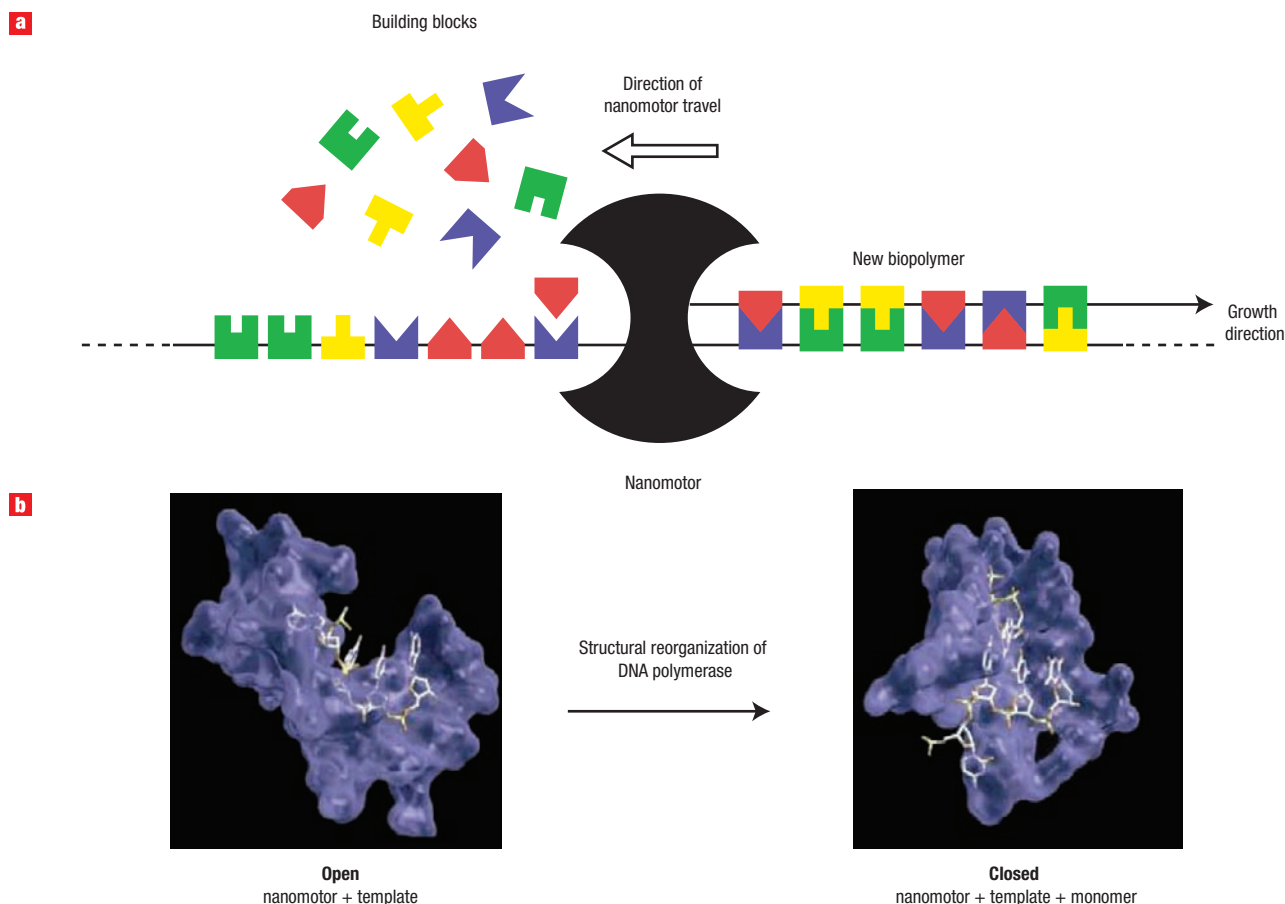 a
Building blocks
Direction of
nanomotor travel
New biopolymer
Growth
direction
Nanomotor
b
Structural reorganization of
DNA polymerase
Open
nanomotor + template
Closed
nanomotor + template + monomer